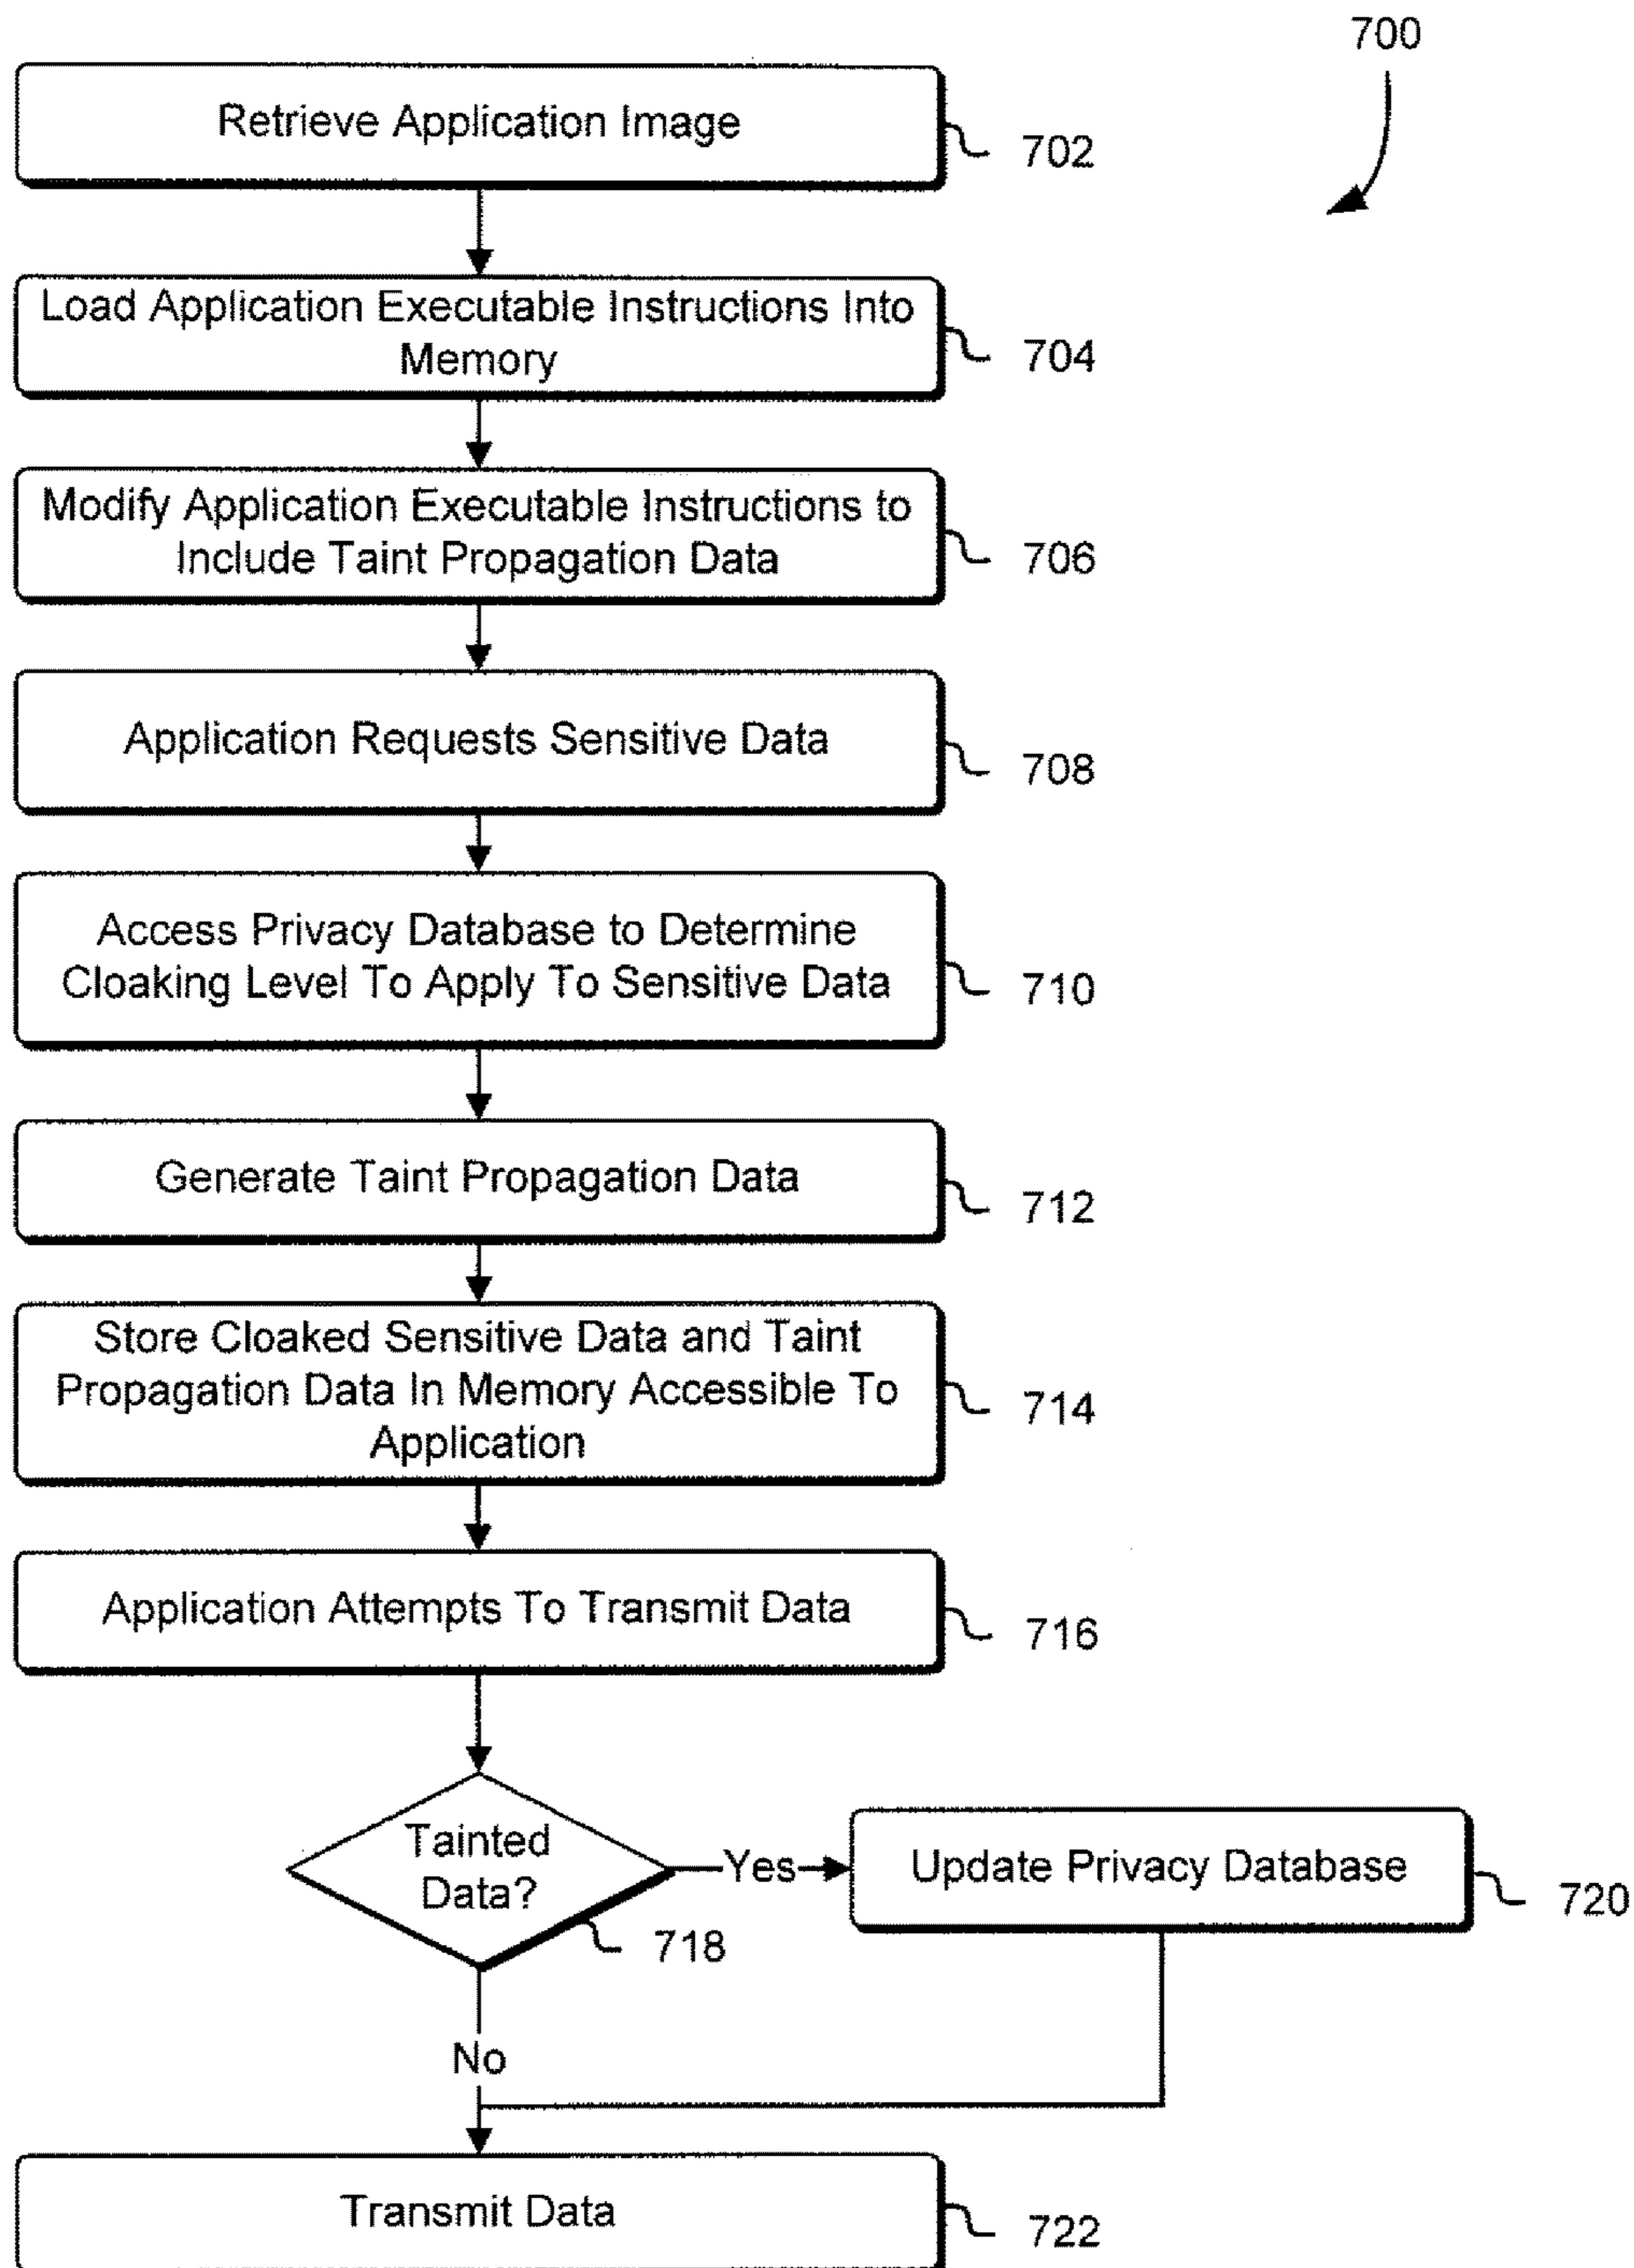 700
Retrieve Application Image
702
Load Application Executable Instructions Into
Memory
704
Modify Application Executable Instructions to
Include Taint Propagation Data
706
Application Requests Sensitive Data
708
Access Privacy Database to Determine
Cloaking Level To Apply To Sensitive Data
710
Generate Taint Propagation Data
712
Store Cloaked Sensitive Data and Taint
Propagation Data In Memory Accessible To
Application
714
Application Attempts To Transmit Data
716
Tainted
Data?
718
Yes
Update Privacy Database
720
No
Transmit Data
722